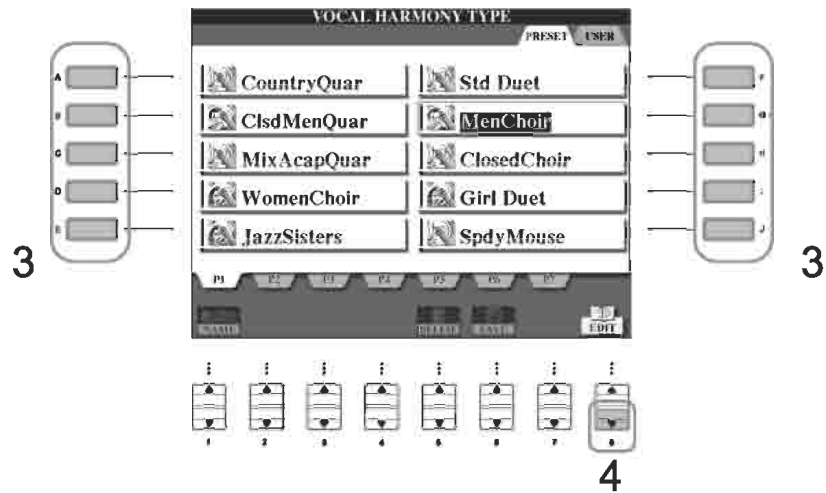 VOCAL HARMONY TYPE
PRESET USER
A CountryQuar Std Duet F
B ClsdMenQuar MenChoir G
C MixAcapQuar ClosedChoir H
D WomenChoir Girl Duet I
E JazzSisters SpdyMouse J
3 3
P1 P2 P3 P4 P5 P6 P7
NAME DELETE SAVE EDIT
1 2 3 4 5 6 7 8
4